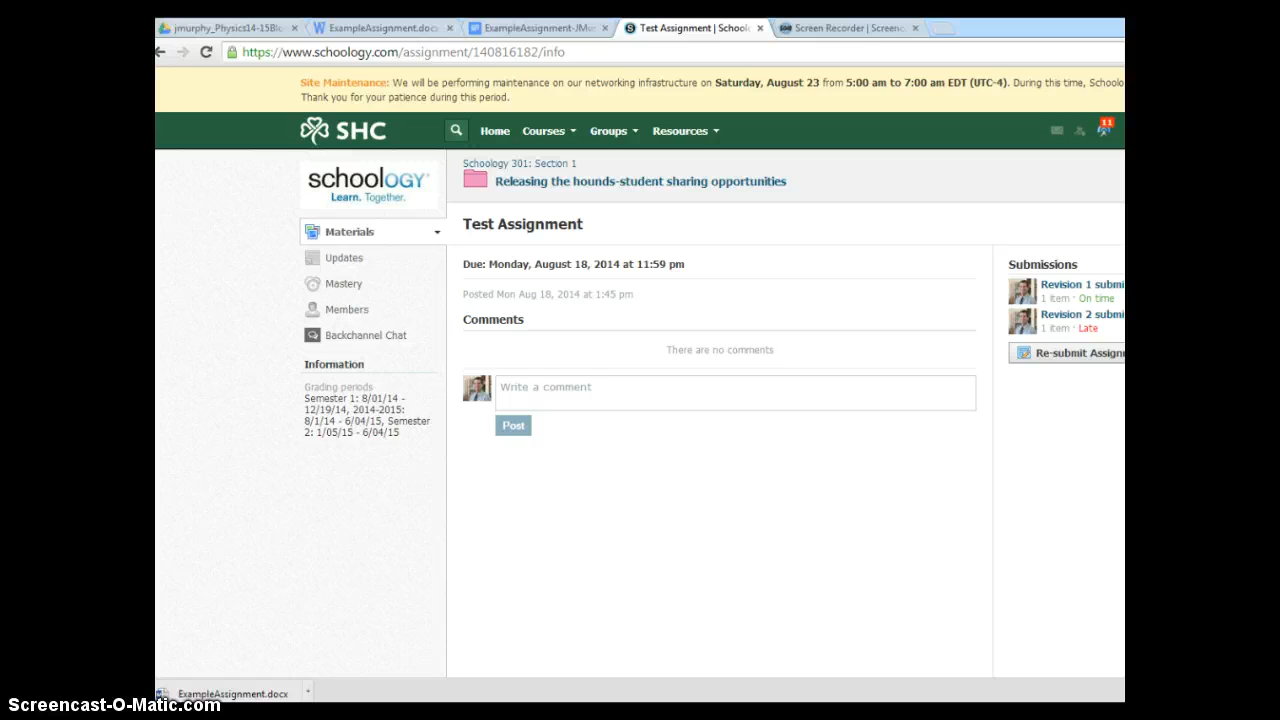 jmurphy_Physics14-15Blo
ExampleAssignment.docx
ExampleAssignment-JMur
Test Assignment | Schoolo
Screen Recorder | Screenc
https://www.schoology.com/assignment/140816182/info
Site Maintenance: We will be performing maintenance on our networking infrastructure on Saturday, August 23 from 5:00 am to 7:00 am EDT (UTC-4). During this time, Schoolo
Thank you for your patience during this period.
SHC
Home
Courses
Groups
Resources
11
schoology
Learn. Together.
Schoology 301: Section 1
Releasing the hounds-student sharing opportunities
Materials
Updates
Mastery
Members
Backchannel Chat
Information
Grading periods
Semester 1: 8/01/14 -
12/19/14, 2014-2015:
8/1/14 - 6/04/15, Semester
2: 1/05/15 - 6/04/15
Test Assignment
Due: Monday, August 18, 2014 at 11:59 pm
Posted Mon Aug 18, 2014 at 1:45 pm
Comments
There are no comments
Write a comment
Post
Submissions
Revision 1 submi
1 item · On time
Revision 2 submi
1 item · Late
Re-submit Assignm
ExampleAssignment.docx
Screencast-O-Matic.com